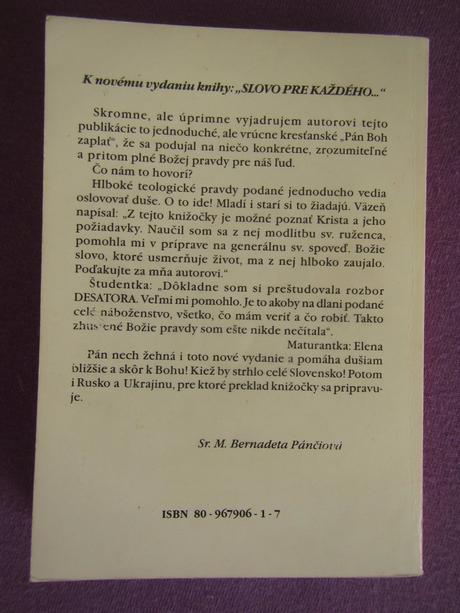 K novému vydaniu knihy: „SLOVO PRE KAŽDÉHO...“
Skromne, ale úprimne vyjadrujem autorovi tejto
publikácie to jednoduché, ale vrúcne kresťanské „Pán Boh
zaplať“, že sa podujal na niečo konkrétne, zrozumiteľné
a pritom plné Božej pravdy pre náš ľud.
Čo nám to hovorí?
Hlboké teologické pravdy podané jednoducho vedia
oslovovať duše. O to ide! Mladí i starí si to žiadajú. Väzeň
napísal: „Z tejto knižočky je možné poznať Krista a jeho
požiadavky. Naučil som sa z nej modlitbu sv. ruženca,
pomohla mi v príprave na generálnu sv. spoveď. Božie
slovo, ktoré usmerňuje život, ma z nej hlboko zaujalo.
Poďakujte za mňa autorovi.“
Študentka: „Dôkladne som si preštudovala rozbor
DESATORA. Veľmi mi pomohlo. Je to akoby na dlani podané
celé náboženstvo, všetko, čo mám veriť a čo robiť. Takto
zhustené Božie pravdy som ešte nikde nečítala“.
Maturantka: Elena
Pán nech žehná i toto nové vydanie a pomáha dušiam
bližšie a skôr k Bohu! Kiež by strhlo celé Slovensko! Potom
i Rusko a Ukrajinu, pre ktoré preklad knižočky sa pripravu-
je.
Sr. M. Bernadeta Pánčiová
ISBN 80-967906-1-7